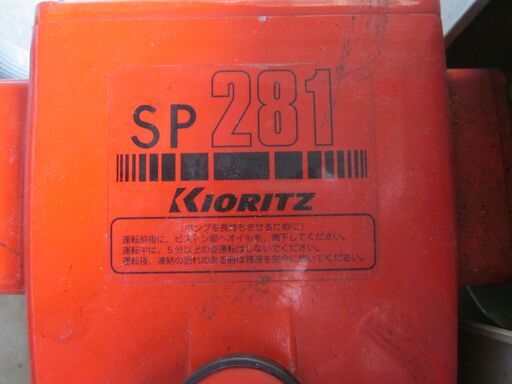 SP 281
KIORITZ
(ポンプを長持ちさせるために)
運転前後に、ピストン部へオイルを、滴下してください。
運転中は、5分以上の空運転はしないでください。
運転後、凍結の恐れのある時は残液を完全に抜いてください。